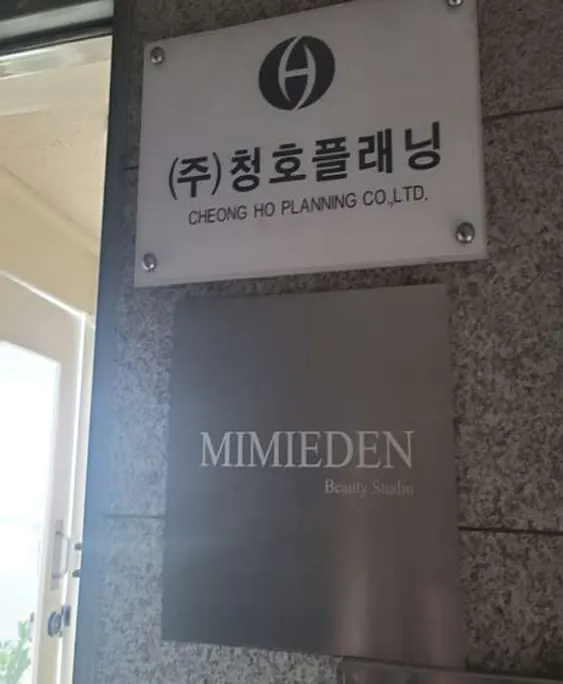 (주)청호플래닝
CHEONG HO PLANNING CO.,LTD.
MIMIEDEN
Beauty Studio